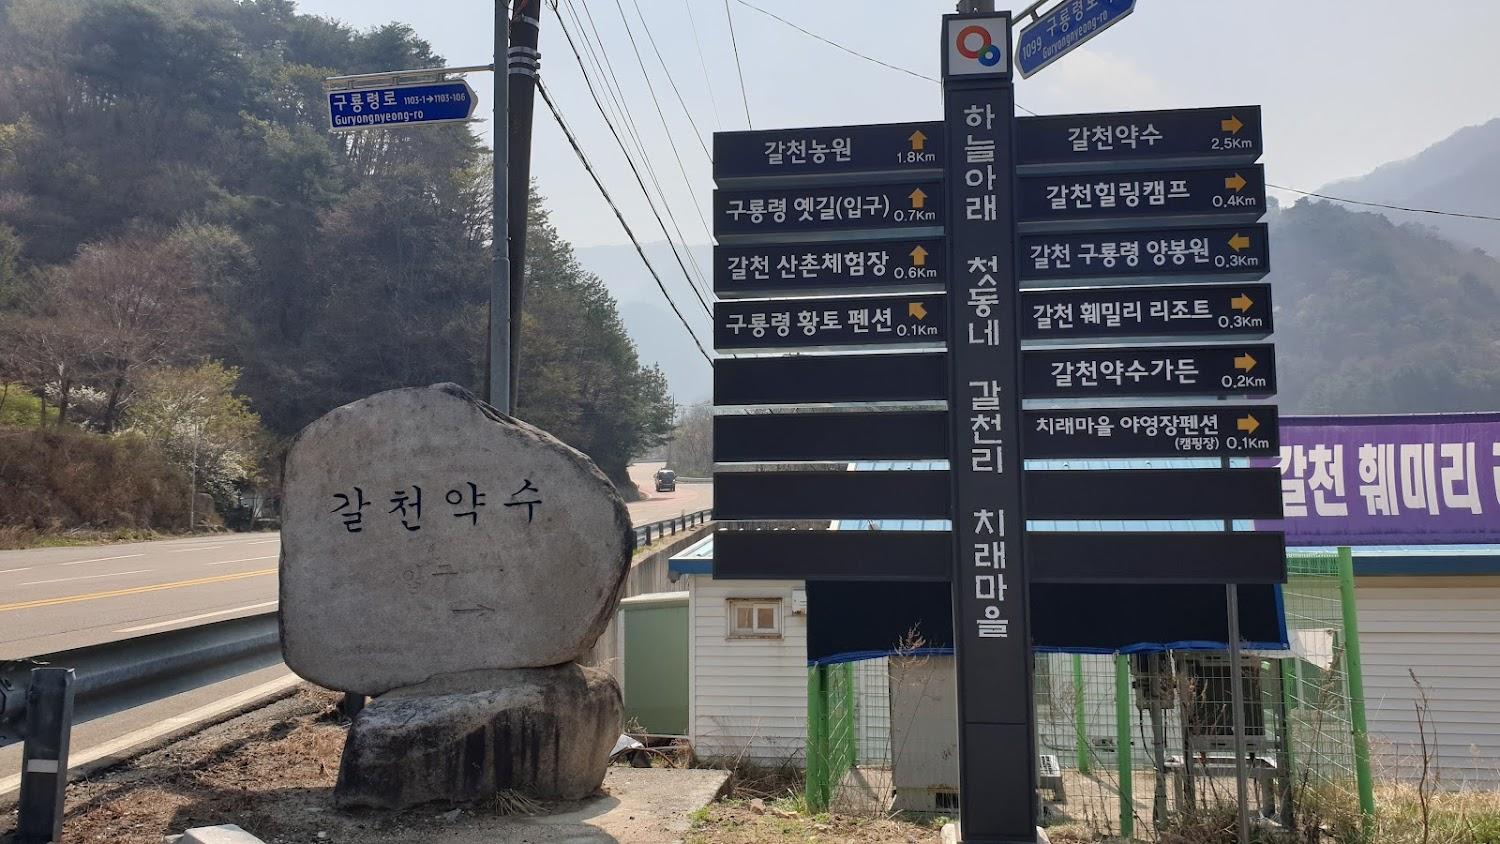 구룡령로 1103-1→1103-106
Guryongnyeong-ro
1099 구룡령로
Guryongnyeong-ro
갈천약수
입구
→
하늘아래 첫동네 갈천리 치래마을
갈천농원 ↑ 1.8Km
구룡령 옛길(입구) ↑ 0.7Km
갈천 산촌체험장 ↑ 0.6Km
구룡령 황토 펜션 ↖ 0.1Km
갈천약수 → 2.5Km
갈천힐링캠프 → 0.4Km
갈천 구룡령 양봉원 ← 0.3Km
갈천 훼밀리 리조트 → 0.3Km
갈천약수가든 → 0.2Km
치래마을 야영장펜션 → 0.1Km
(캠핑장)
갈천 훼미리